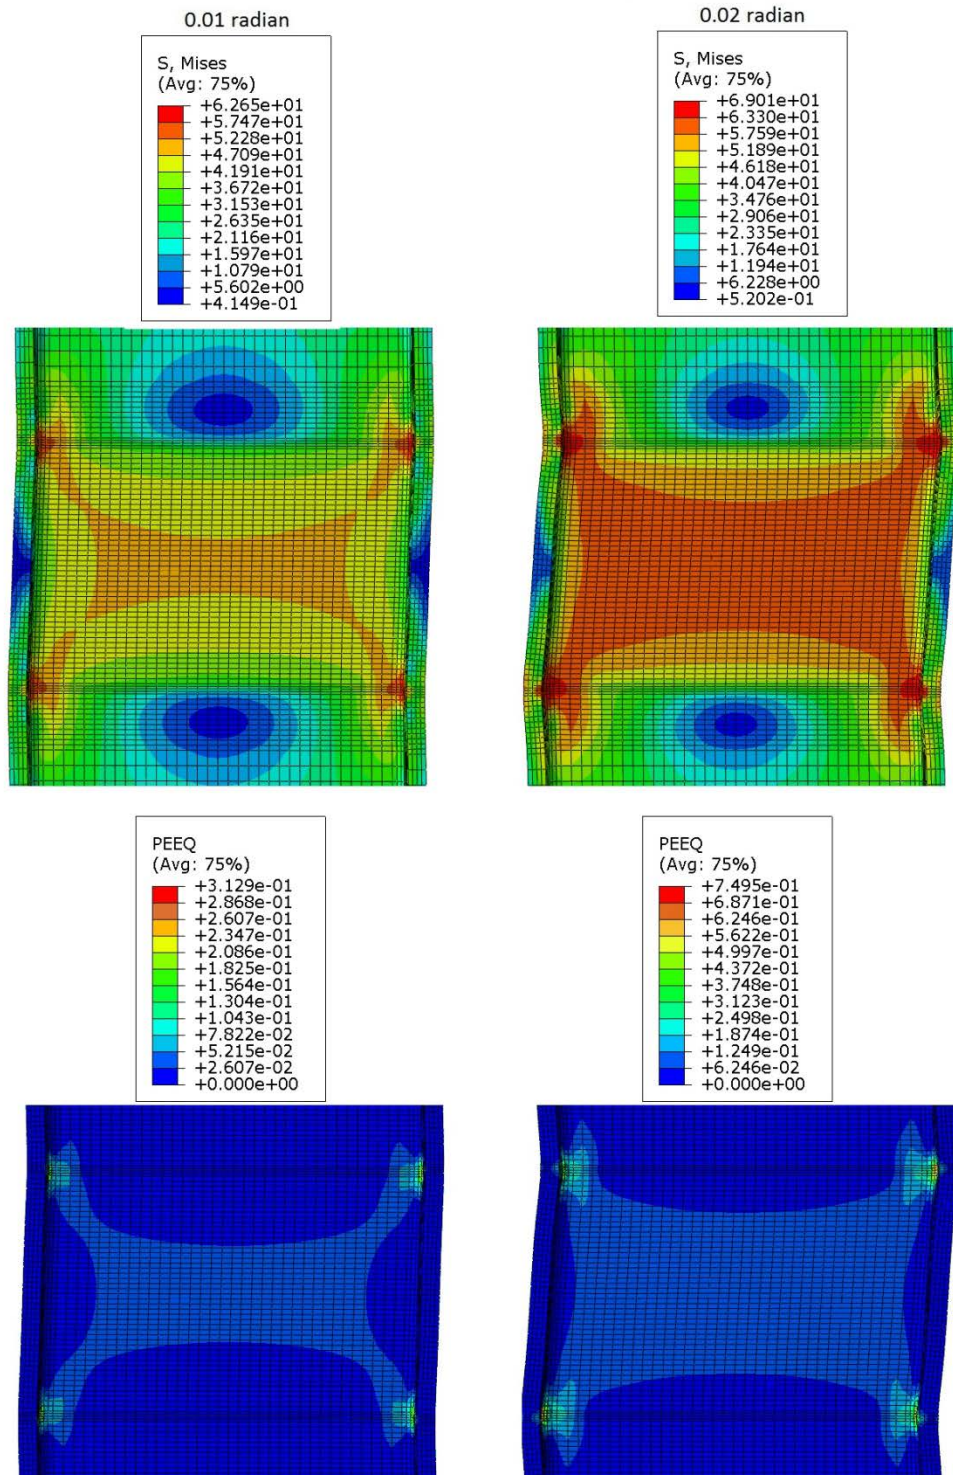 0.01 radian
S, Mises
(Avg: 75%)
+6.265e+01
+5.747e+01
+5.228e+01
+4.709e+01
+4.191e+01
+3.672e+01
+3.153e+01
+2.635e+01
+2.116e+01
+1.597e+01
+1.079e+01
+5.602e+00
+4.149e-01
0.02 radian
S, Mises
(Avg: 75%)
+6.901e+01
+6.330e+01
+5.759e+01
+5.189e+01
+4.618e+01
+4.047e+01
+3.476e+01
+2.906e+01
+2.335e+01
+1.764e+01
+1.194e+01
+6.228e+00
+5.202e-01
PEEQ
(Avg: 75%)
+3.129e-01
+2.868e-01
+2.607e-01
+2.347e-01
+2.086e-01
+1.825e-01
+1.564e-01
+1.304e-01
+1.043e-01
+7.822e-02
+5.215e-02
+2.607e-02
+0.000e+00
PEEQ
(Avg: 75%)
+7.495e-01
+6.871e-01
+6.246e-01
+5.622e-01
+4.997e-01
+4.372e-01
+3.748e-01
+3.123e-01
+2.498e-01
+1.874e-01
+1.249e-01
+6.246e-02
+0.000e+00